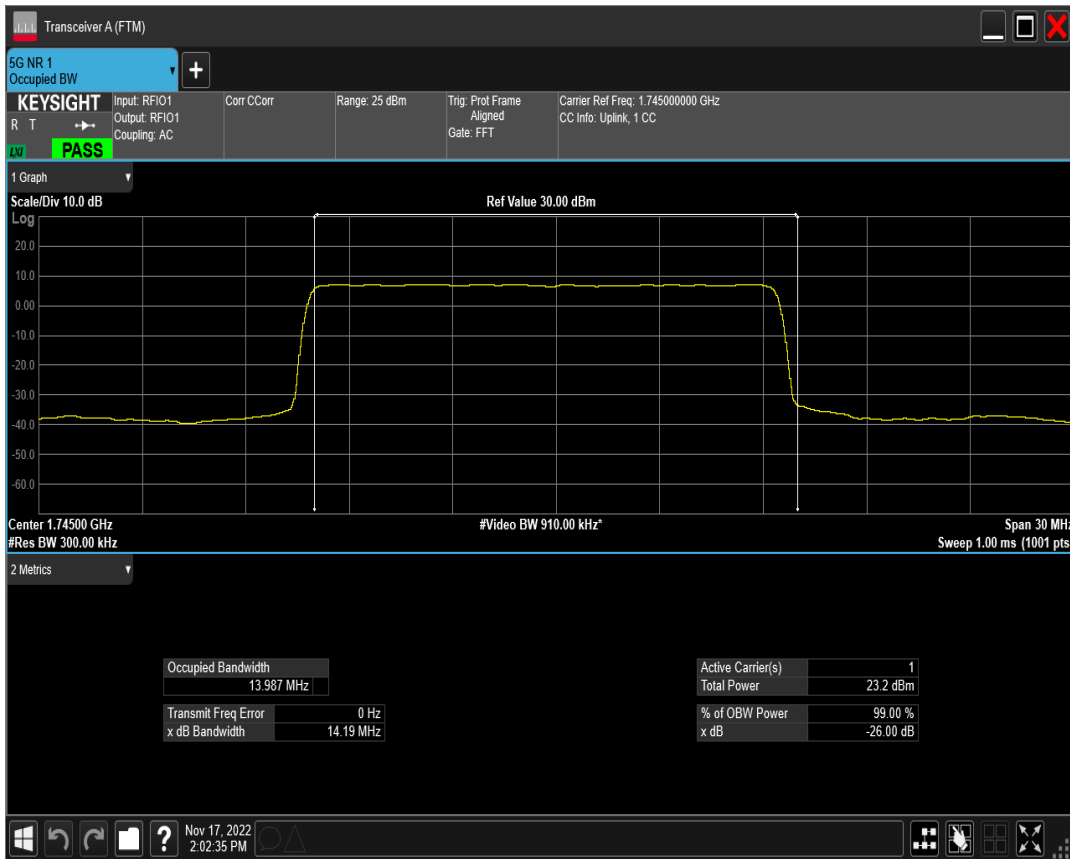 Transceiver A (FTM)
5G NR 1
Occupied BW
KEYSIGHT
R T
LXI
PASS
Input: RFIO1
Output: RFIO1
Coupling: AC
Corr CCorr
Range: 25 dBm
Trig: Prot Frame
Aligned
Gate: FFT
Carrier Ref Freq: 1.745000000 GHz
CC Info: Uplink, 1 CC
1 Graph
Scale/Div 10.0 dB
Ref Value 30.00 dBm
Log
20.0
10.0
0.00
-10.0
-20.0
-30.0
-40.0
-50.0
-60.0
Center 1.74500 GHz
#Video BW 910.00 kHz*
Span 30 MHz
#Res BW 300.00 kHz
Sweep 1.00 ms (1001 pts
2 Metrics
Occupied Bandwidth
13.987 MHz
Transmit Freq Error 0 Hz
x dB Bandwidth 14.19 MHz
Active Carrier(s) 1
Total Power 23.2 dBm
% of OBW Power 99.00 %
x dB -26.00 dB
?
Nov 17, 2022
2:02:35 PM